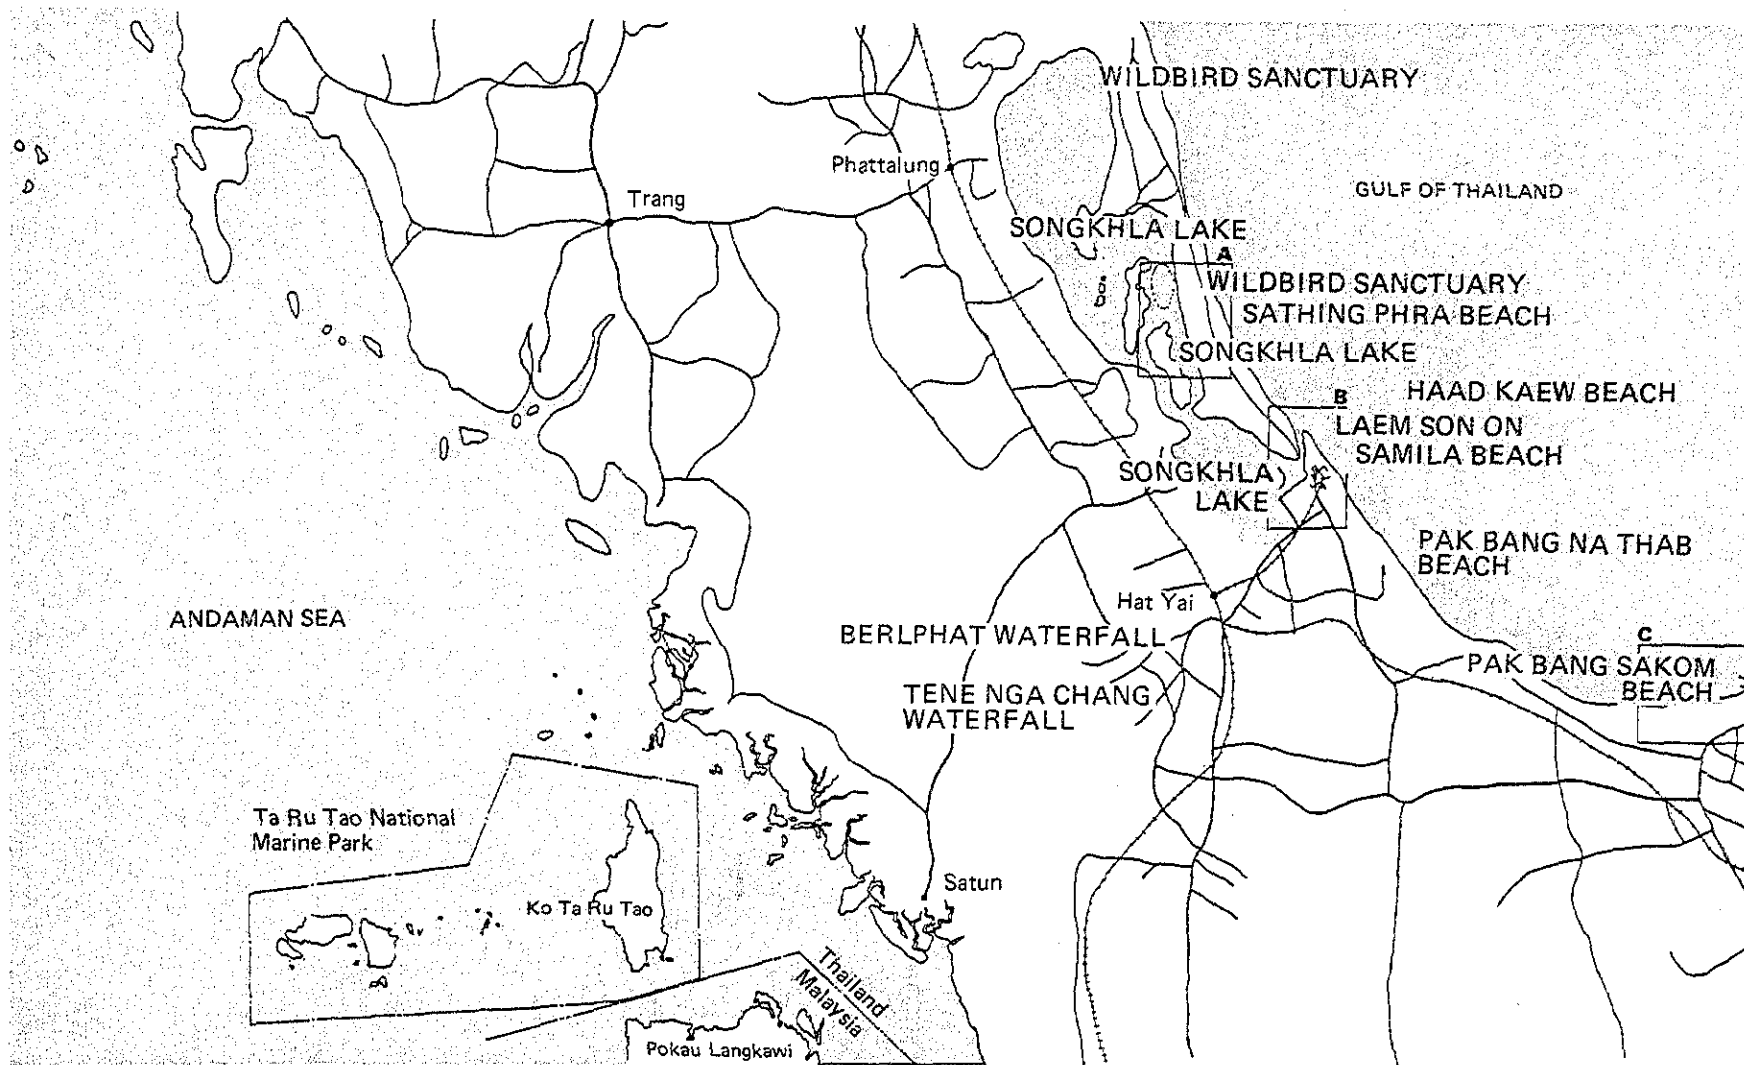 WILDBIRD SANCTUARY
Phattalung
GULF OF THAILAND
Trang
SONGKHLA LAKE
A
WILDBIRD SANCTUARY
SATHING PHRA BEACH
SONGKHLA LAKE
HAAD KAEW BEACH
B
LAEM SON ON
SAMILA BEACH
SONGKHLA
LAKE
PAK BANG NA THAB
BEACH
Hat Yai
ANDAMAN SEA
BERLPHAT WATERFALL
C
PAK BANG SAKOM
BEACH
TENE NGA CHANG
WATERFALL
Ta Ru Tao National
Marine Park
Satun
Ko Ta Ru Tao
Thailand
Malaysia
Pokau Langkawi